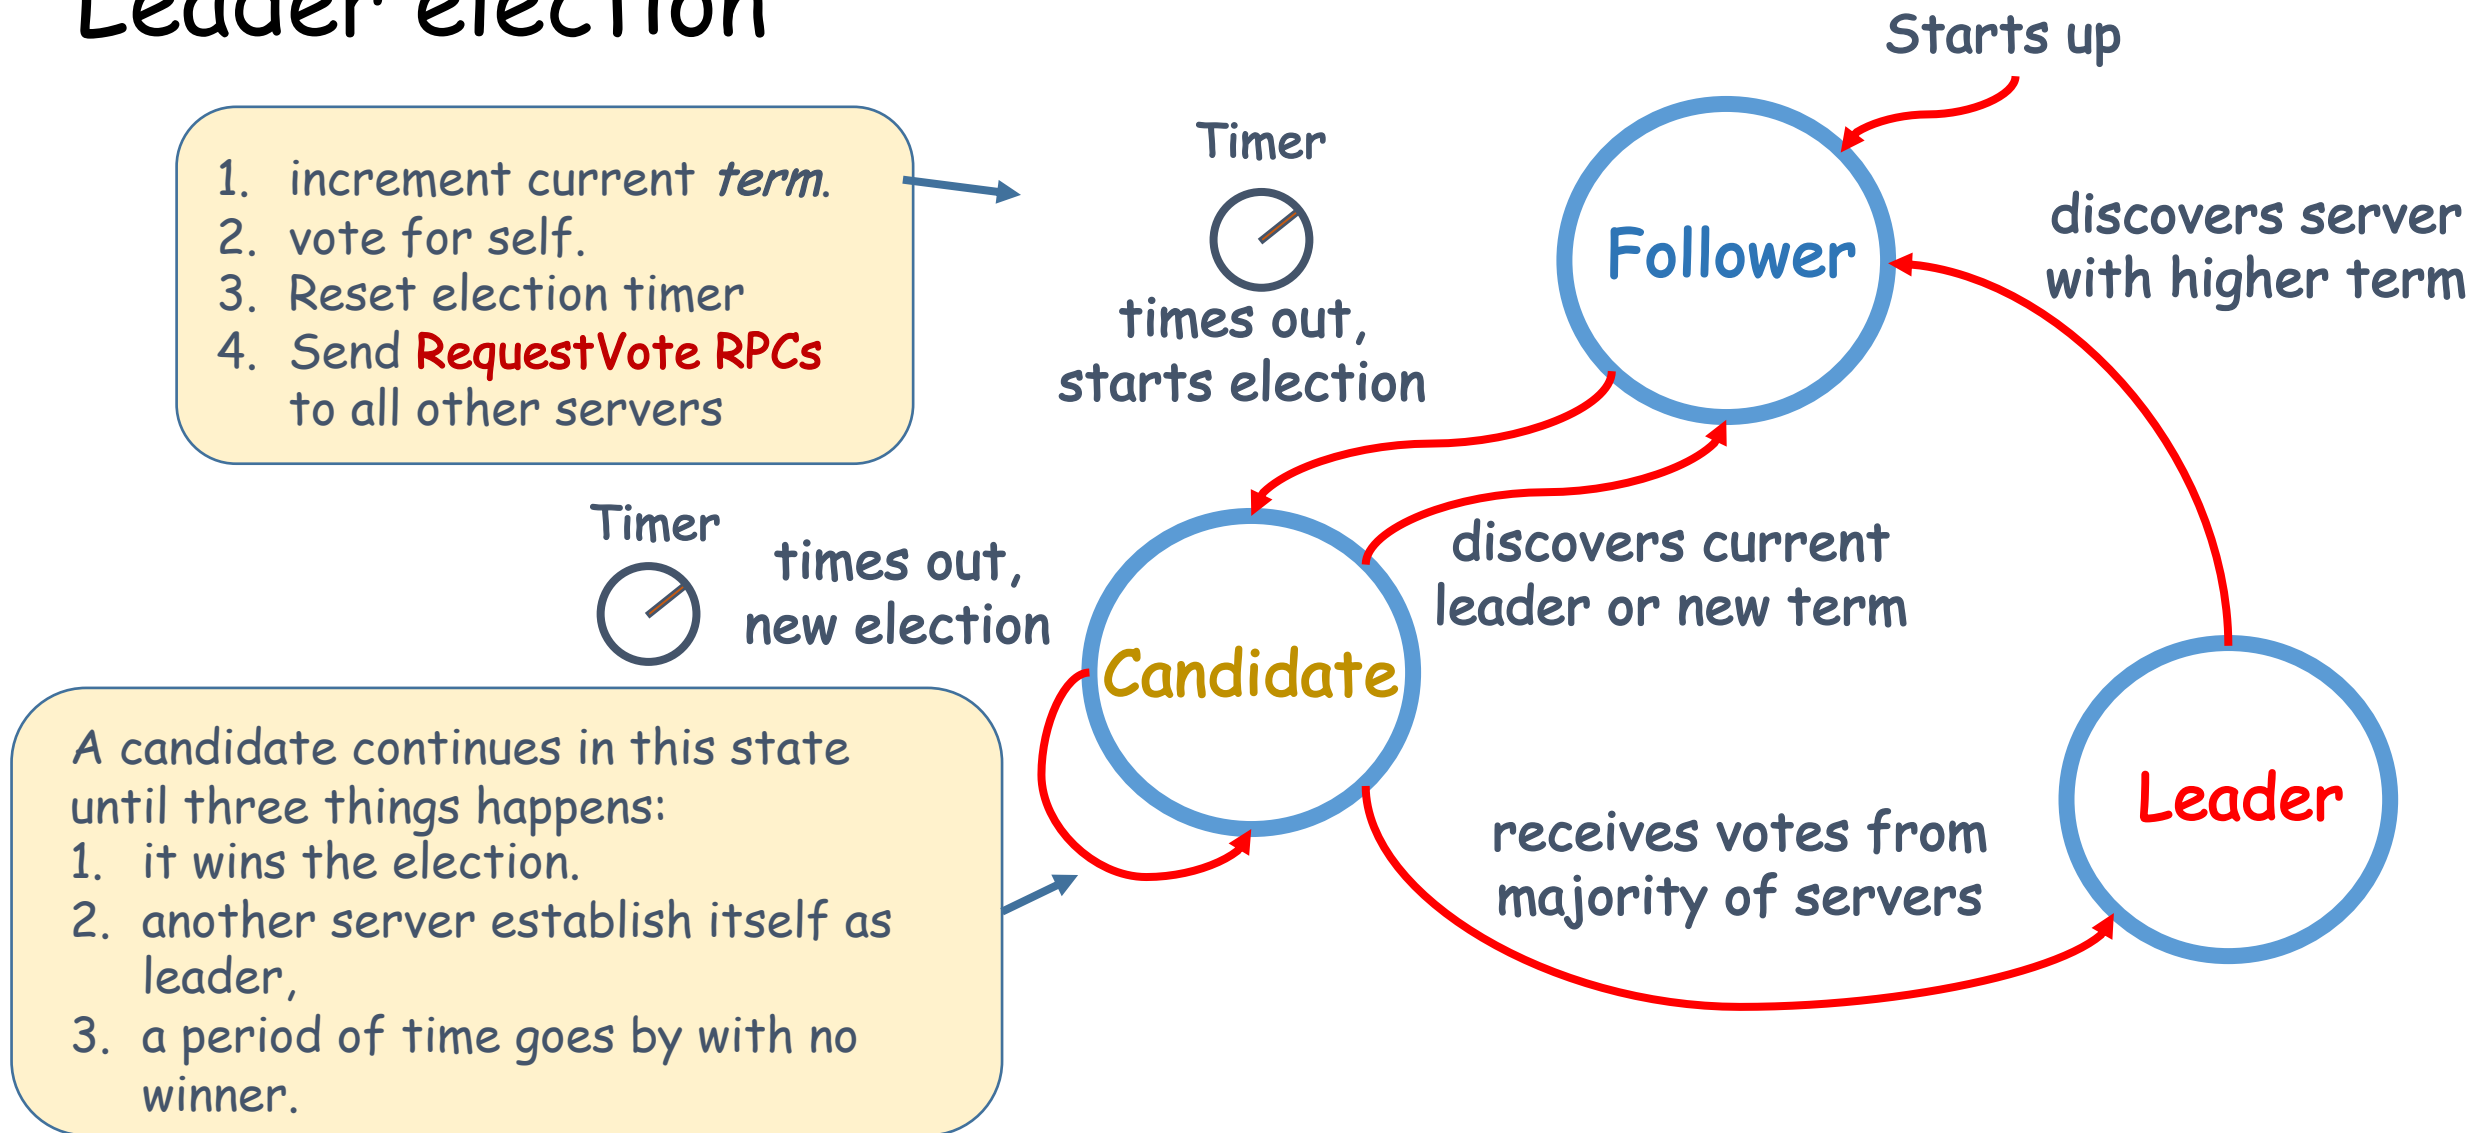 Leader election
Starts up
1. increment current term.
2. vote for self.
3. Reset election timer
4. Send RequestVote RPCs
to all other servers
Timer
times out,
starts election
Follower
discovers server
with higher term
Timer
times out,
new election
discovers current
leader or new term
Candidate
A candidate continues in this state
until three things happens:
1. it wins the election.
2. another server establish itself as
leader,
3. a period of time goes by with no
winner.
receives votes from
majority of servers
Leader